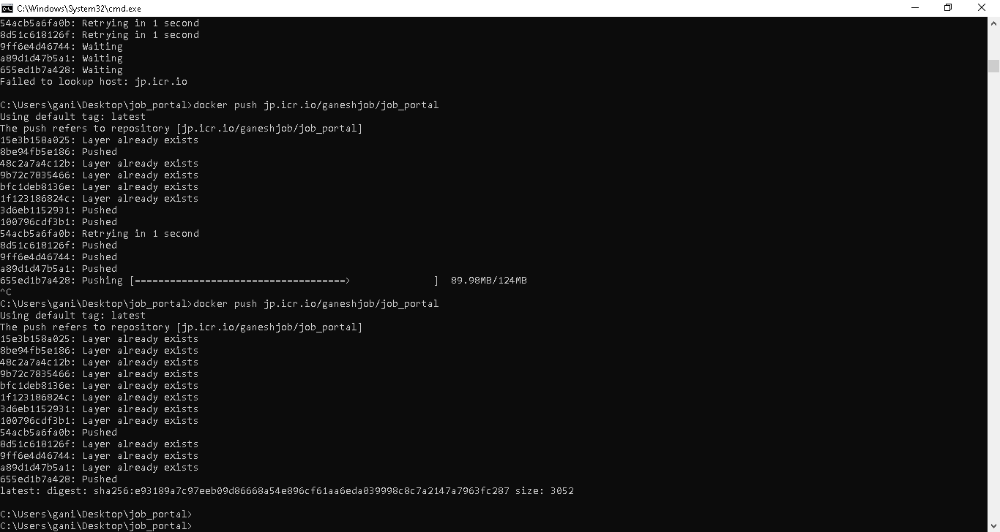 C:\Windows\System32\cmd.exe
54acb5a6fa0b: Retrying in 1 second
8d51c618126f: Retrying in 1 second
9ff6e4d46744: Waiting
a89d1d47b5a1: Waiting
655ed1b7a428: Waiting
Failed to lookup host: jp.icr.io
C:\Users\gani\Desktop\job_portal>docker push jp.icr.io/ganeshjob/job_portal
Using default tag: latest
The push refers to repository [jp.icr.io/ganeshjob/job_portal]
15e3b158a025: Layer already exists
8be94fb5e186: Pushed
48c2a7a4c12b: Layer already exists
9b72c7835466: Layer already exists
bfc1deb8136e: Layer already exists
1f123186824c: Layer already exists
3d6eb1152931: Pushed
100796cdf3b1: Pushed
54acb5a6fa0b: Retrying in 1 second
8d51c618126f: Pushed
9ff6e4d46744: Pushed
a89d1d47b5a1: Pushed
655ed1b7a428: Pushing [====================================>              ]  89.98MB/124MB
^C
C:\Users\gani\Desktop\job_portal>docker push jp.icr.io/ganeshjob/job_portal
Using default tag: latest
The push refers to repository [jp.icr.io/ganeshjob/job_portal]
15e3b158a025: Layer already exists
8be94fb5e186: Layer already exists
48c2a7a4c12b: Layer already exists
9b72c7835466: Layer already exists
bfc1deb8136e: Layer already exists
1f123186824c: Layer already exists
3d6eb1152931: Layer already exists
100796cdf3b1: Layer already exists
54acb5a6fa0b: Pushed
8d51c618126f: Layer already exists
9ff6e4d46744: Layer already exists
a89d1d47b5a1: Layer already exists
655ed1b7a428: Pushed
latest: digest: sha256:e93189a7c97eeb09d86668a54e896cf61aa6eda039998c8c7a2147a7963fc287 size: 3052
C:\Users\gani\Desktop\job_portal>
C:\Users\gani\Desktop\job_portal>